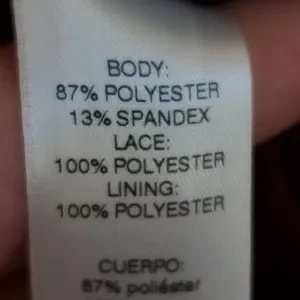 BODY:
87% POLYESTER
13% SPANDEX
LACE:
100% POLYESTER
LINING:
100% POLYESTER
CUERPO:
87% poliéster